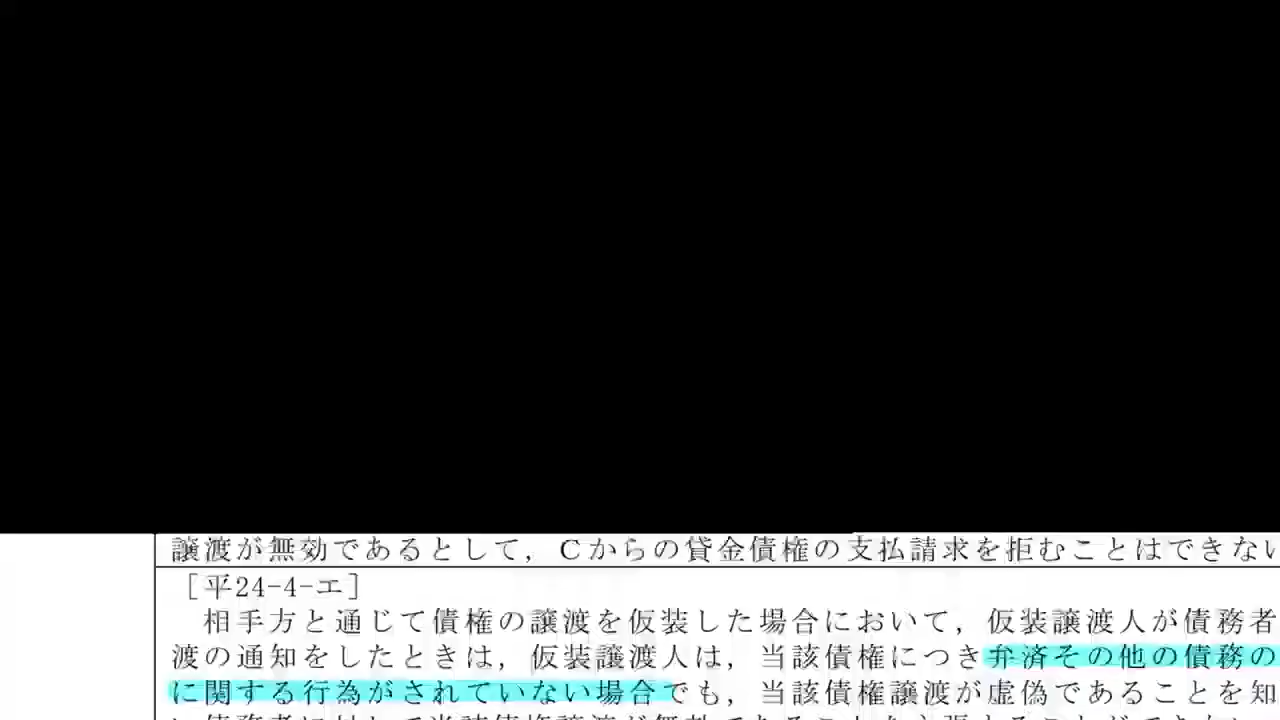 譲渡が無効であるとして，Ｃからの貸金債権の支払請求を拒むことはできない
［平24-4-エ］
相手方と通じて債権の譲渡を仮装した場合において，仮装譲渡人が債務者
渡の通知をしたときは，仮装譲渡人は，当該債権につき弁済その他の債務の
に関する行為がされていない場合でも，当該債権譲渡が虚偽であることを知